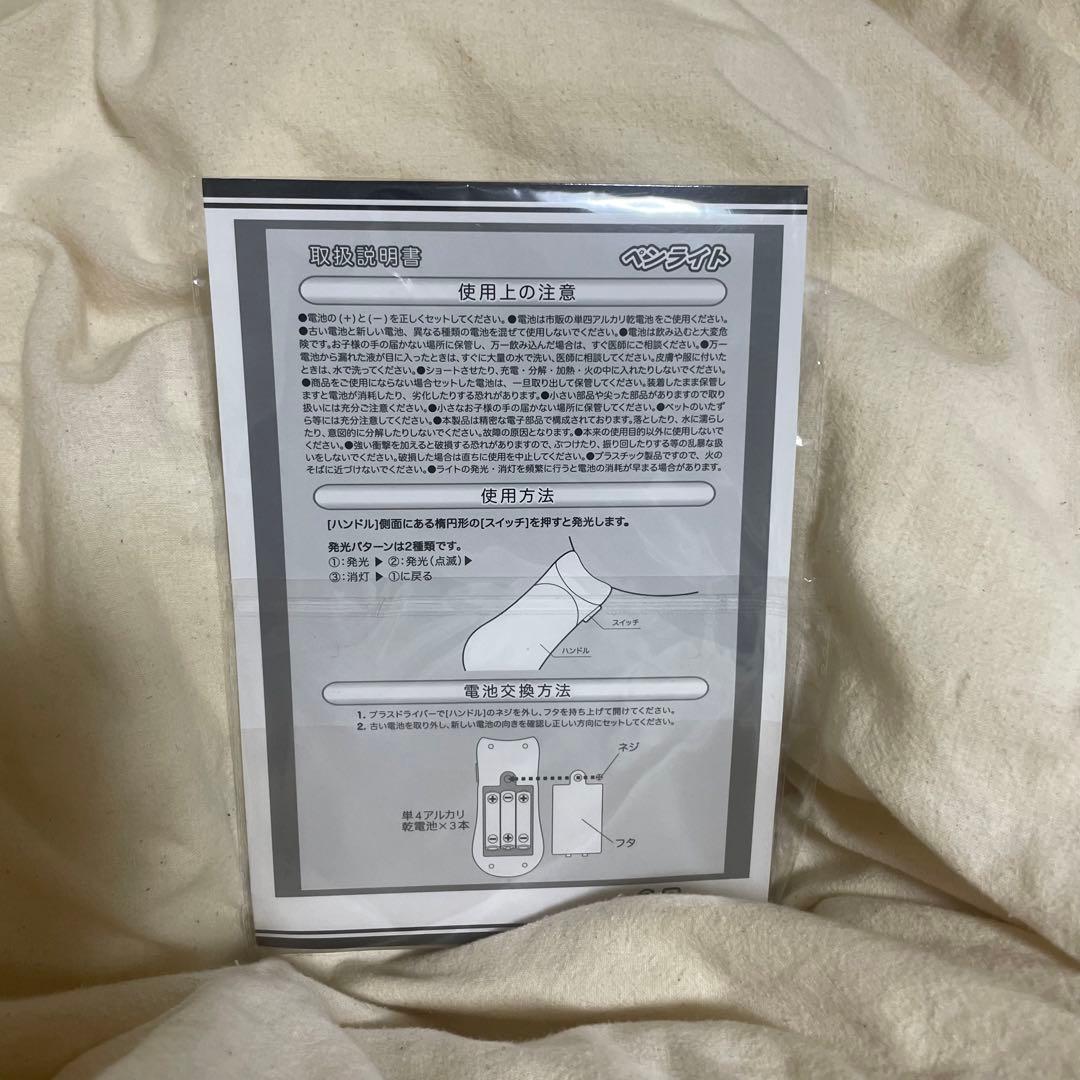 取扱説明書 ペンライト
使用上の注意
●電池の(+)と(ー)を正しくセットしてください。●電池は市販の単四アルカリ乾電池をご使用ください。
●古い電池と新しい電池、異なる種類の電池を混ぜて使用しないでください。●電池は飲み込むと大変危
険です。お子様の手の届かない場所に保管し、万一飲み込んだ場合は、すぐ医師にご相談ください。●万一
電池から漏れた液が目に入ったときは、すぐに大量の水で洗い、医師に相談してください。皮膚や服に付いた
ときは、水で洗ってください。●ショートさせたり、充電・分解・加熱・火の中に入れたりしないでください。
●商品をご使用にならない場合セットした電池は、一旦取り出して保管してください。装着したまま保管し
ますと電池が消耗したり、劣化したりする恐れがあります。●小さい部品や尖った部品がありますので取り
扱いには充分ご注意ください。●小さなお子様の手の届かない場所に保管してください。●ペットのいたず
ら等には充分注意してください。●本製品は精密な電子部品で構成されております。落としたり、水に濡らし
たり、意図的に分解したりしないでください。故障の原因となります。●本来の使用目的以外に使用しないで
ください。●強い衝撃を加えると破損する恐れがありますので、ぶつけたり、振り回したりする等の乱暴な扱
いをしないでください。破損した場合は直ちに使用を中止してください。●プラスチック製品ですので、火の
そばに近づけないでください。●ライトの発光・消灯を頻繁に行うと電池の消耗が早まる場合があります。
使用方法
[ハンドル]側面にある楕円形の[スイッチ]を押すと発光します。
発光パターンは2種類です。
①:発光 ▶ ②:発光(点滅)▶
③:消灯 ▶ ①に戻る
スイッチ
ハンドル
電池交換方法
1. プラスドライバーで[ハンドル]のネジを外し、フタを持ち上げて開けてください。
2. 古い電池を取り外し、新しい電池の向きを確認し正しい方向にセットしてください。
ネジ
単4アルカリ
乾電池×3本
フタ